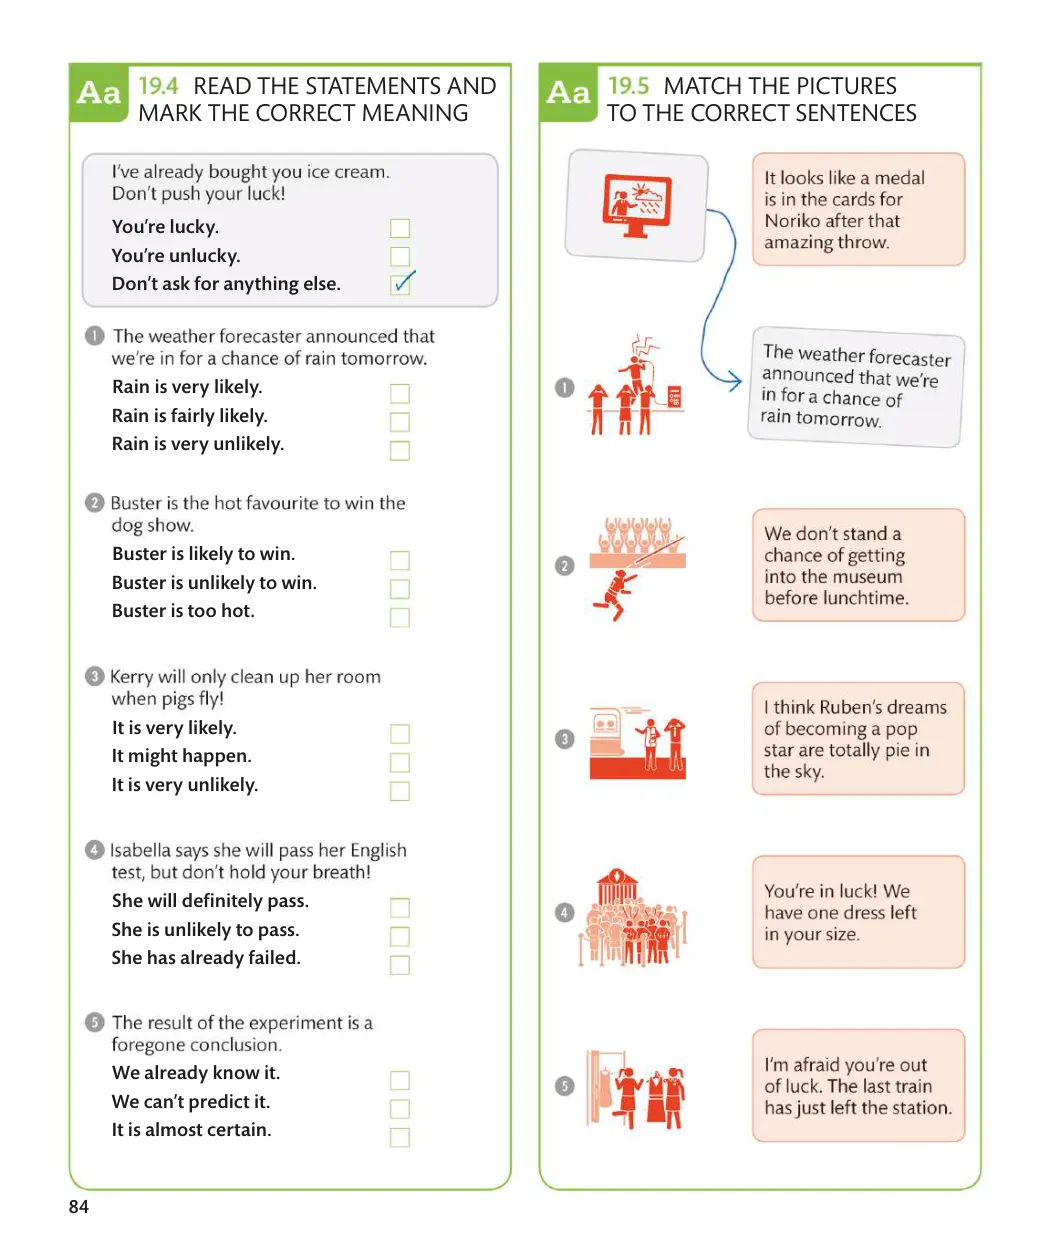 Aa 19.4 READ THE STATEMENTS AND
MARK THE CORRECT MEANING
I've already bought you ice cream.
Don't push your luck!
You're lucky.
You're unlucky.
Don't ask for anything else.
1 The weather forecaster announced that
we're in for a chance of rain tomorrow.
Rain is very likely.
Rain is fairly likely.
Rain is very unlikely.
2 Buster is the hot favourite to win the
dog show.
Buster is likely to win.
Buster is unlikely to win.
Buster is too hot.
3 Kerry will only clean up her room
when pigs fly!
It is very likely.
It might happen.
It is very unlikely.
4 Isabella says she will pass her English
test, but don't hold your breath!
She will definitely pass.
She is unlikely to pass.
She has already failed.
5 The result of the experiment is a
foregone conclusion.
We already know it.
We can't predict it.
It is almost certain.
Aa 19.5 MATCH THE PICTURES
TO THE CORRECT SENTENCES
It looks like a medal
is in the cards for
Noriko after that
amazing throw.
1
The weather forecaster
announced that we're
in for a chance of
rain tomorrow.
2
We don't stand a
chance of getting
into the museum
before lunchtime.
3
I think Ruben's dreams
of becoming a pop
star are totally pie in
the sky.
4
You're in luck! We
have one dress left
in your size.
5
I'm afraid you're out
of luck. The last train
has just left the station.
84